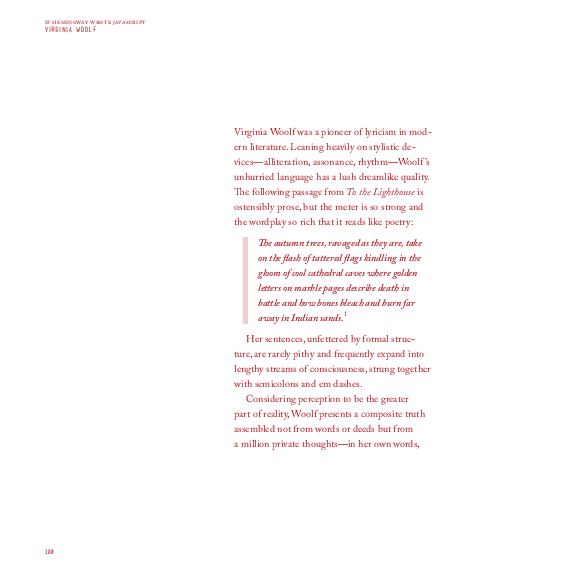 IF HEMINGWAY WROTE JAVASCRIPT
VIRGINIA WOOLF
Virginia Woolf was a pioneer of lyricism in mod-
ern literature. Leaning heavily on stylistic de-
vices—alliteration, assonance, rhythm—Woolf’s
unhurried language has a lush dreamlike quality.
The following passage from To the Lighthouse is
ostensibly prose, but the meter is so strong and
the wordplay so rich that it reads like poetry:
The autumn trees, ravaged as they are, take
on the flash of tattered flags kindling in the
gloom of cool cathedral caves where golden
letters on marble pages describe death in
battle and how bones bleach and burn far
away in Indian sands.1
Her sentences, unfettered by formal struc-
ture, are rarely pithy and frequently expand into
lengthy streams of consciousness, strung together
with semicolons and em dashes.
Considering perception to be the greater
part of reality, Woolf presents a composite truth
assembled not from words or deeds but from
a million private thoughts—in her own words,
100